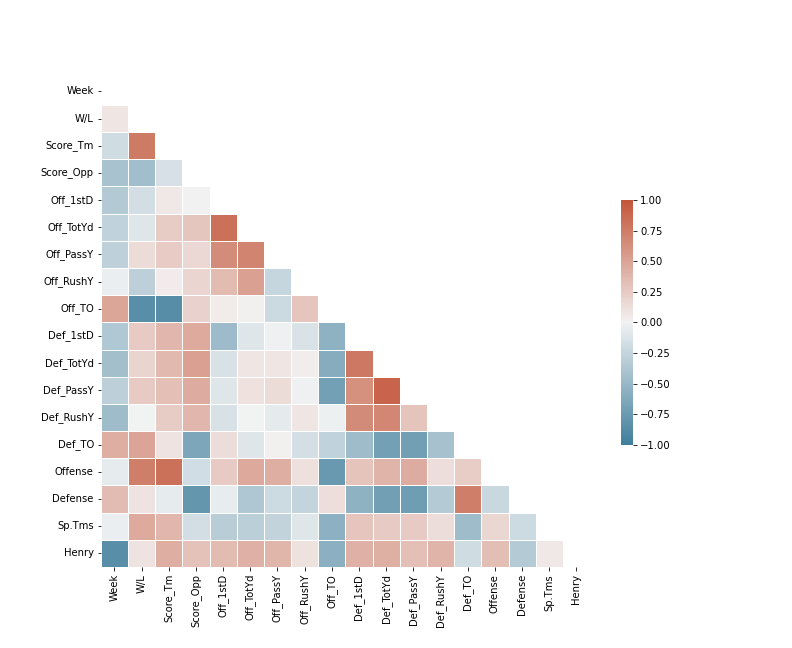 Week
W/L
Score_Tm
Score_Opp
Off_1stD
Off_TotYd
Off_PassY
Off_RushY
Off_TO
Def_1stD
Def_TotYd
Def_PassY
Def_RushY
Def_TO
Offense
Defense
Sp.Tms
Henry
Week
W/L
Score_Tm
Score_Opp
Off_1stD
Off_TotYd
Off_PassY
Off_RushY
Off_TO
Def_1stD
Def_TotYd
Def_PassY
Def_RushY
Def_TO
Offense
Defense
Sp.Tms
Henry
1.00
0.75
0.50
0.25
0.00
−0.25
−0.50
−0.75
−1.00